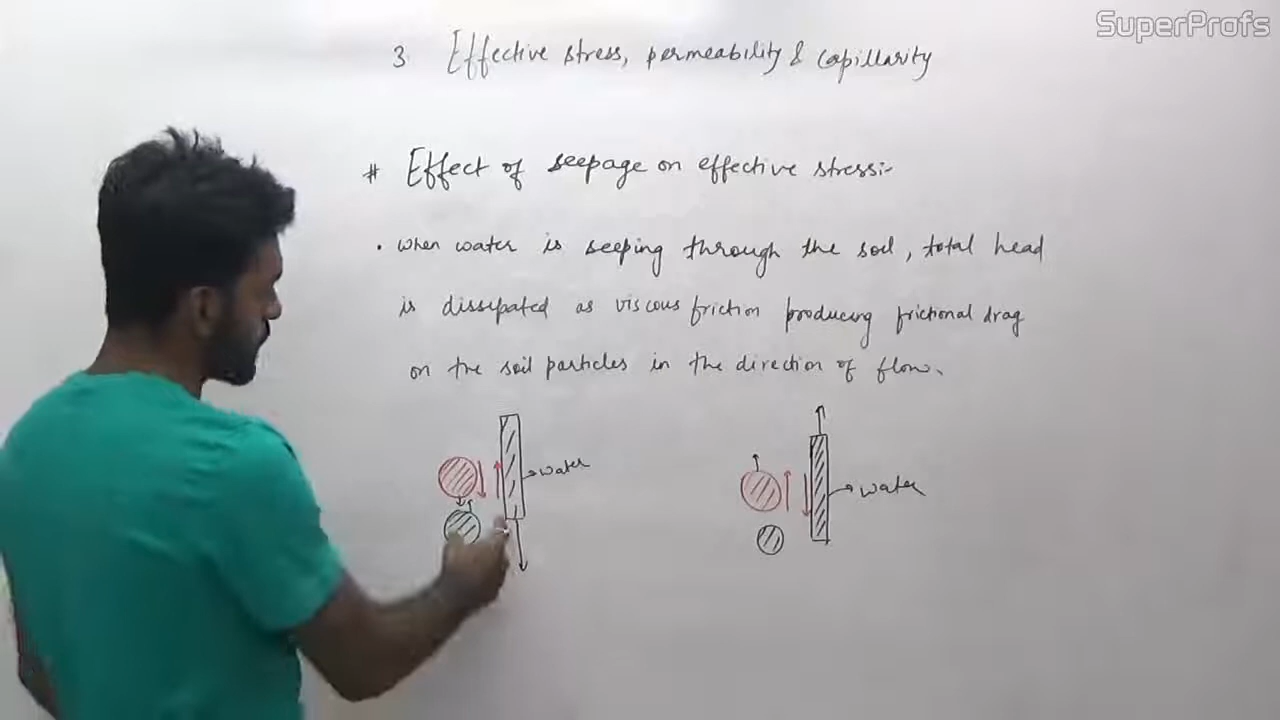 SuperProfs
3 Effective stress, permeability & capillarity
# Effect of seepage on effective stress:-
• when water is seeping through the soil, total head
is dissipated as viscous friction producing frictional drag
on the soil particles in the direction of flow.
water
water